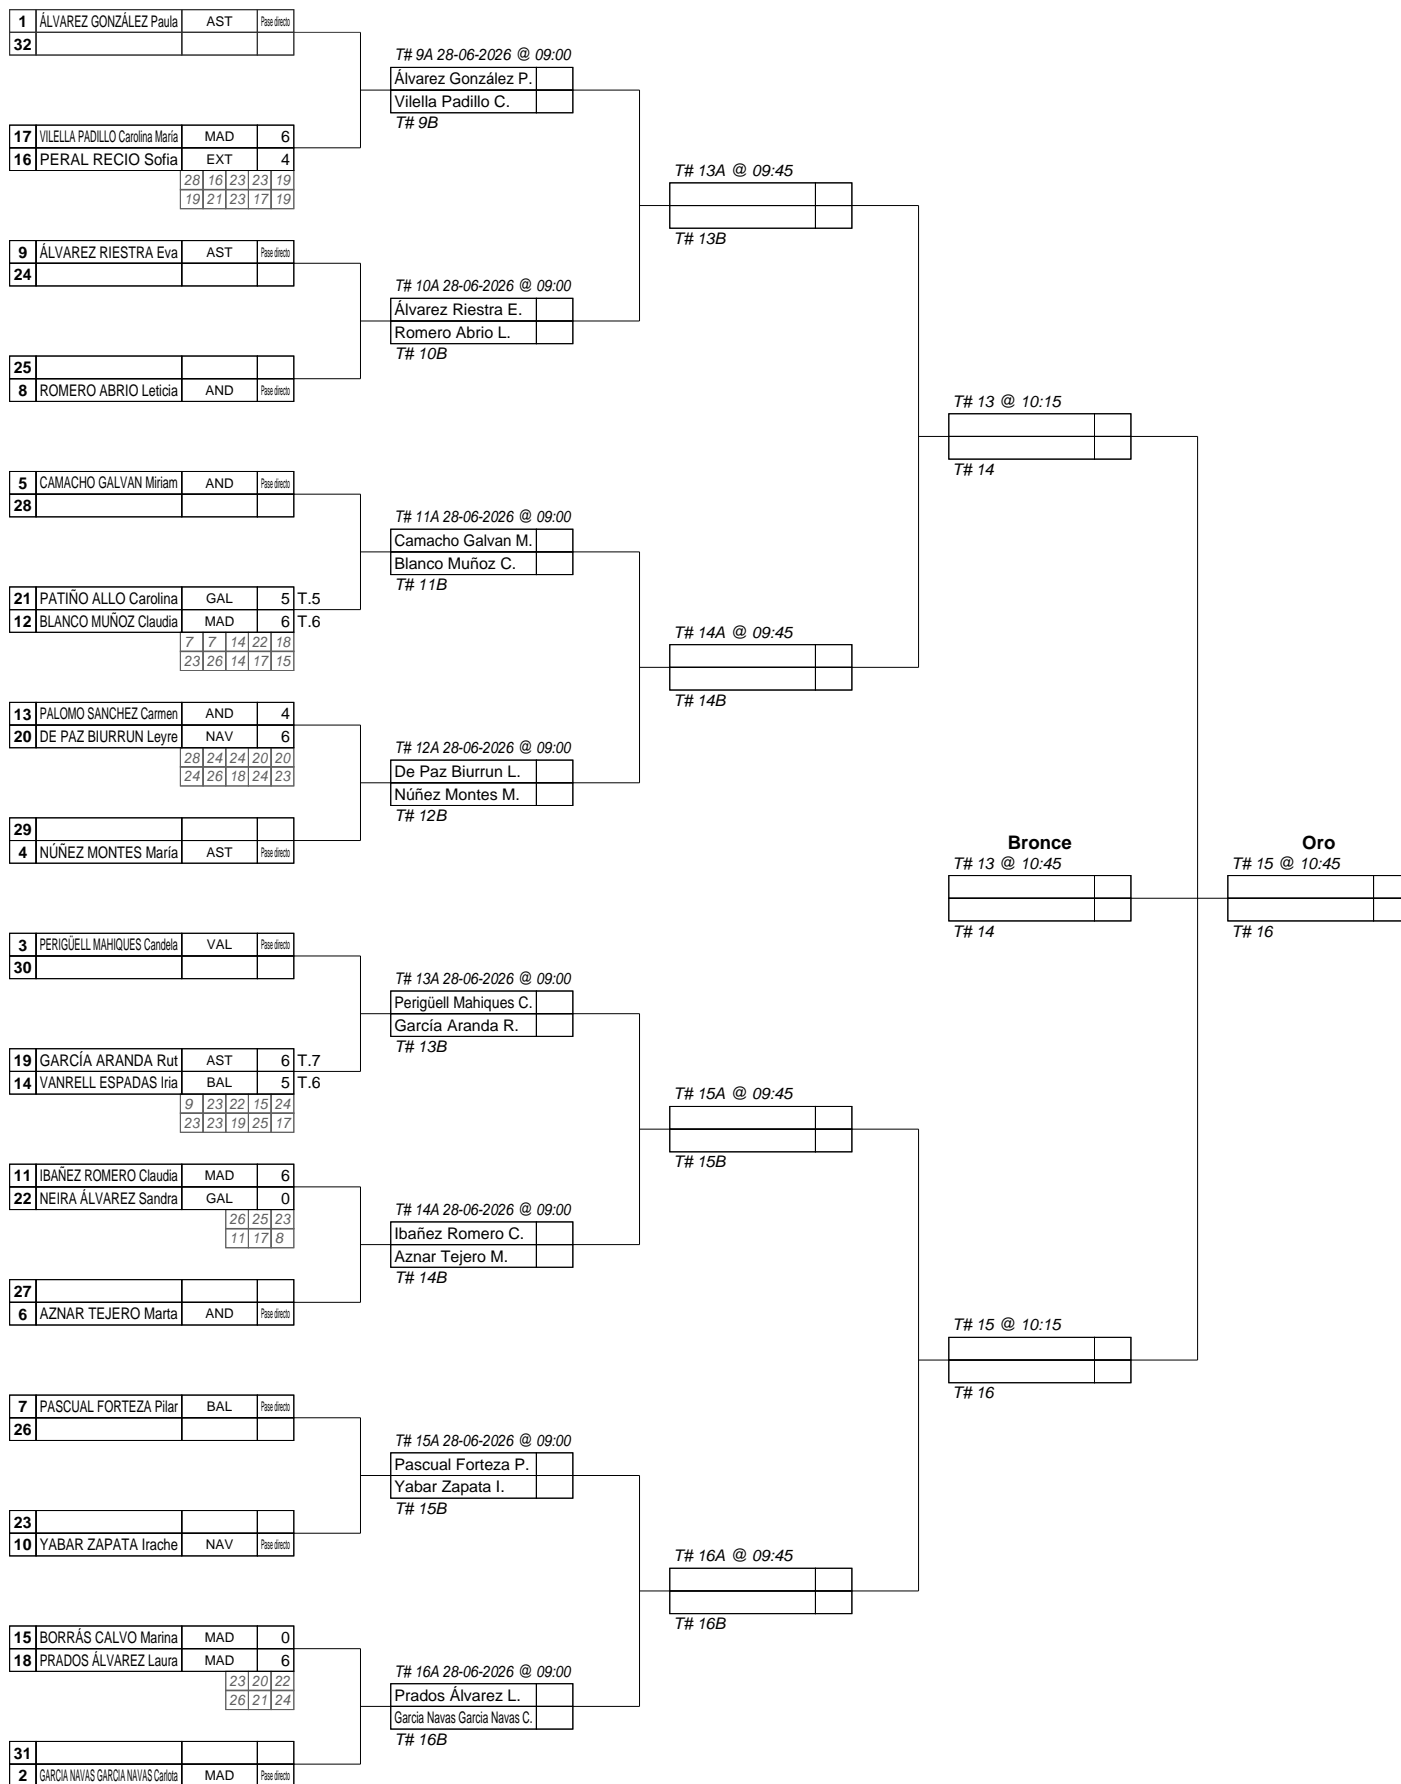 1 ÁLVAREZ GONZÁLEZ Paula AST Pase directo
32
T# 9A 28-06-2026 @ 09:00
Álvarez González P.
Vilella Padillo C.
T# 9B
17 VILELLA PADILLO Carolina María MAD 6
16 PERAL RECIO Sofia EXT 4
28 16 23 23 19
19 21 23 17 19
T# 13A @ 09:45
T# 13B
9 ÁLVAREZ RIESTRA Eva AST Pase directo
24
T# 10A 28-06-2026 @ 09:00
Álvarez Riestra E.
Romero Abrio L.
T# 10B
25
8 ROMERO ABRIO Leticia AND Pase directo
T# 13 @ 10:15
T# 14
5 CAMACHO GALVAN Miriam AND Pase directo
28
T# 11A 28-06-2026 @ 09:00
Camacho Galvan M.
Blanco Muñoz C.
T# 11B
21 PATIÑO ALLO Carolina GAL 5 T.5
12 BLANCO MUÑOZ Claudia MAD 6 T.6
7 7 14 22 18
23 26 14 17 15
T# 14A @ 09:45
T# 14B
13 PALOMO SANCHEZ Carmen AND 4
20 DE PAZ BIURRUN Leyre NAV 6
28 24 24 20 20
24 26 18 24 23
T# 12A 28-06-2026 @ 09:00
De Paz Biurrun L.
Núñez Montes M.
T# 12B
29
4 NÚÑEZ MONTES María AST Pase directo
Bronce
T# 13 @ 10:45
T# 14
Oro
T# 15 @ 10:45
T# 16
3 PERIGÜELL MAHIQUES Candela VAL Pase directo
30
T# 13A 28-06-2026 @ 09:00
Perigüell Mahiques C.
García Aranda R.
T# 13B
19 GARCÍA ARANDA Rut AST 6 T.7
14 VANRELL ESPADAS Iria BAL 5 T.6
9 23 22 15 24
23 23 19 25 17
T# 15A @ 09:45
T# 15B
11 IBAÑEZ ROMERO Claudia MAD 6
22 NEIRA ÁLVAREZ Sandra GAL 0
26 25 23
11 17 8
T# 14A 28-06-2026 @ 09:00
Ibañez Romero C.
Aznar Tejero M.
T# 14B
27
6 AZNAR TEJERO Marta AND Pase directo
T# 15 @ 10:15
T# 16
7 PASCUAL FORTEZA Pilar BAL Pase directo
26
T# 15A 28-06-2026 @ 09:00
Pascual Forteza P.
Yabar Zapata I.
T# 15B
23
10 YABAR ZAPATA Irache NAV Pase directo
T# 16A @ 09:45
T# 16B
15 BORRÁS CALVO Marina MAD 0
18 PRADOS ÁLVAREZ Laura MAD 6
23 20 22
26 21 24
T# 16A 28-06-2026 @ 09:00
Prados Álvarez L.
Garcia Navas Garcia Navas C.
T# 16B
31
2 GARCIA NAVAS GARCIA NAVAS Carlota MAD Pase directo